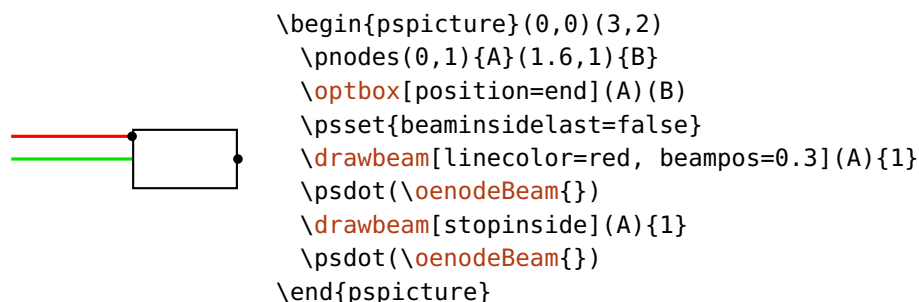 \begin{pspicture}(0,0)(3,2)
  \pnodes(0,1){A}(1.6,1){B}
  \optbox[position=end](A)(B)
  \psset{beaminsidelast=false}
  \drawbeam[linecolor=red, beampos=0.3](A){1}
  \psdot(\oenodeBeam{})
  \drawbeam[stopinside](A){1}
  \psdot(\oenodeBeam{})
\end{pspicture}